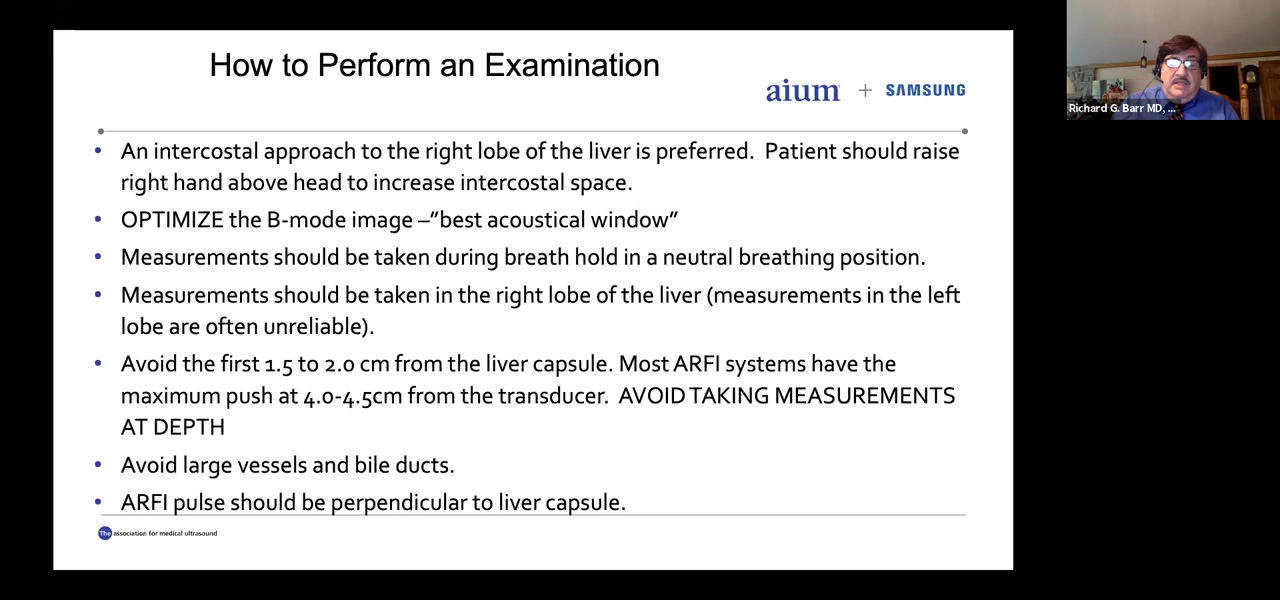 How to Perform an Examination
aium + SAMSUNG
Richard G. Barr MD, ...
• An intercostal approach to the right lobe of the liver is preferred.  Patient should raise
right hand above head to increase intercostal space.
• OPTIMIZE the B-mode image –"best acoustical window"
• Measurements should be taken during breath hold in a neutral breathing position.
• Measurements should be taken in the right lobe of the liver (measurements in the left
lobe are often unreliable).
• Avoid the first 1.5 to 2.0 cm from the liver capsule. Most ARFI systems have the
maximum push at 4.0-4.5cm from the transducer.  AVOID TAKING MEASUREMENTS
AT DEPTH
• Avoid large vessels and bile ducts.
• ARFI pulse should be perpendicular to liver capsule.
The association for medical ultrasound